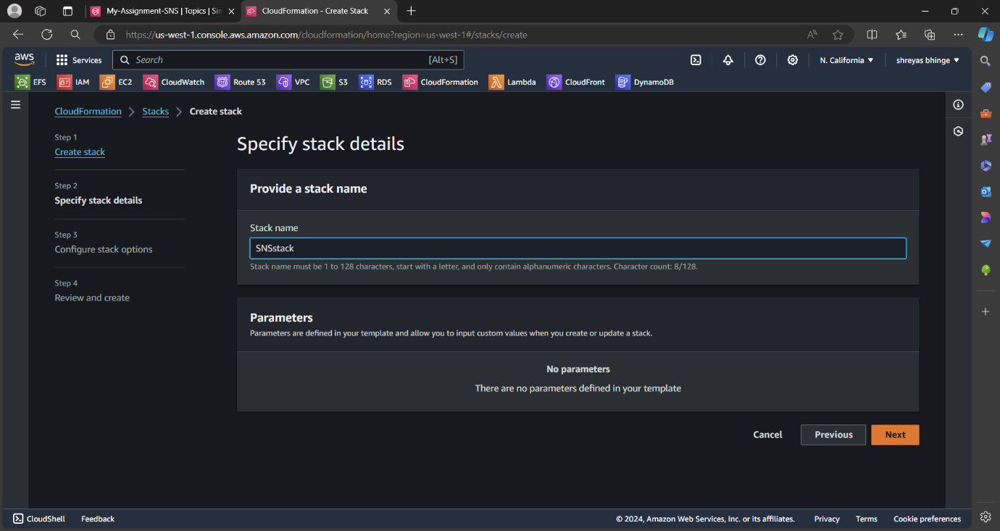 My-Assignment-SNS | Topics | Sim
CloudFormation - Create Stack
https://us-west-1.console.aws.amazon.com/cloudformation/home?region=us-west-1#/stacks/create
aws
Services
Search
[Alt+S]
N. California
shreyas bhinge
EFS
IAM
EC2
CloudWatch
Route 53
VPC
S3
RDS
CloudFormation
Lambda
CloudFront
DynamoDB
CloudFormation
Stacks
Create stack
Step 1
Create stack
Step 2
Specify stack details
Step 3
Configure stack options
Step 4
Review and create
Specify stack details
Provide a stack name
Stack name
SNSstack
Stack name must be 1 to 128 characters, start with a letter, and only contain alphanumeric characters. Character count: 8/128.
Parameters
Parameters are defined in your template and allow you to input custom values when you create or update a stack.
No parameters
There are no parameters defined in your template
Cancel
Previous
Next
CloudShell
Feedback
© 2024, Amazon Web Services, Inc. or its affiliates.
Privacy
Terms
Cookie preferences